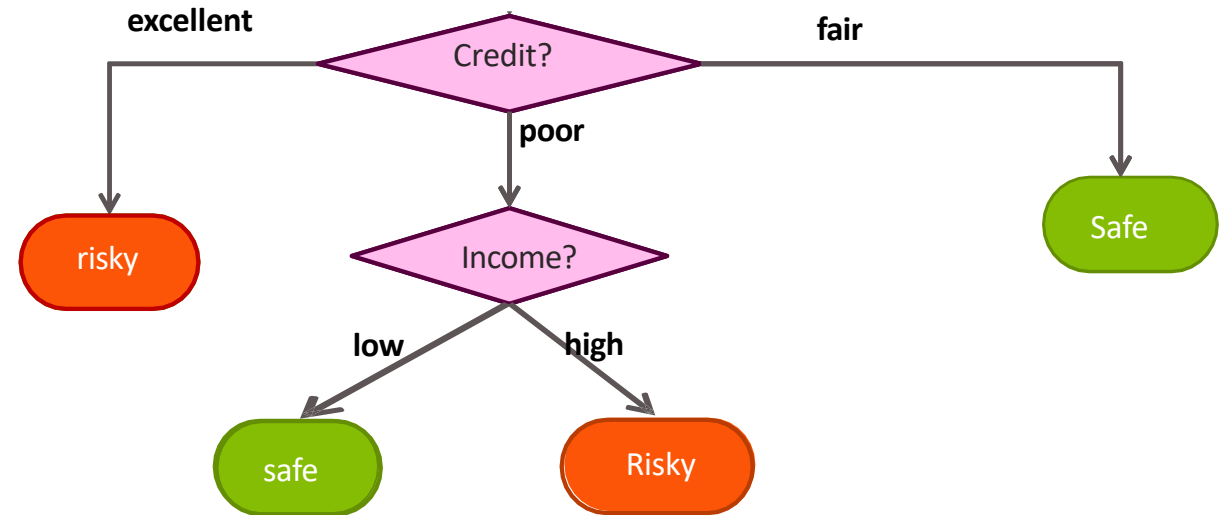 excellent
Credit?
fair
poor
risky
Income?
Safe
low
high
safe
Risky